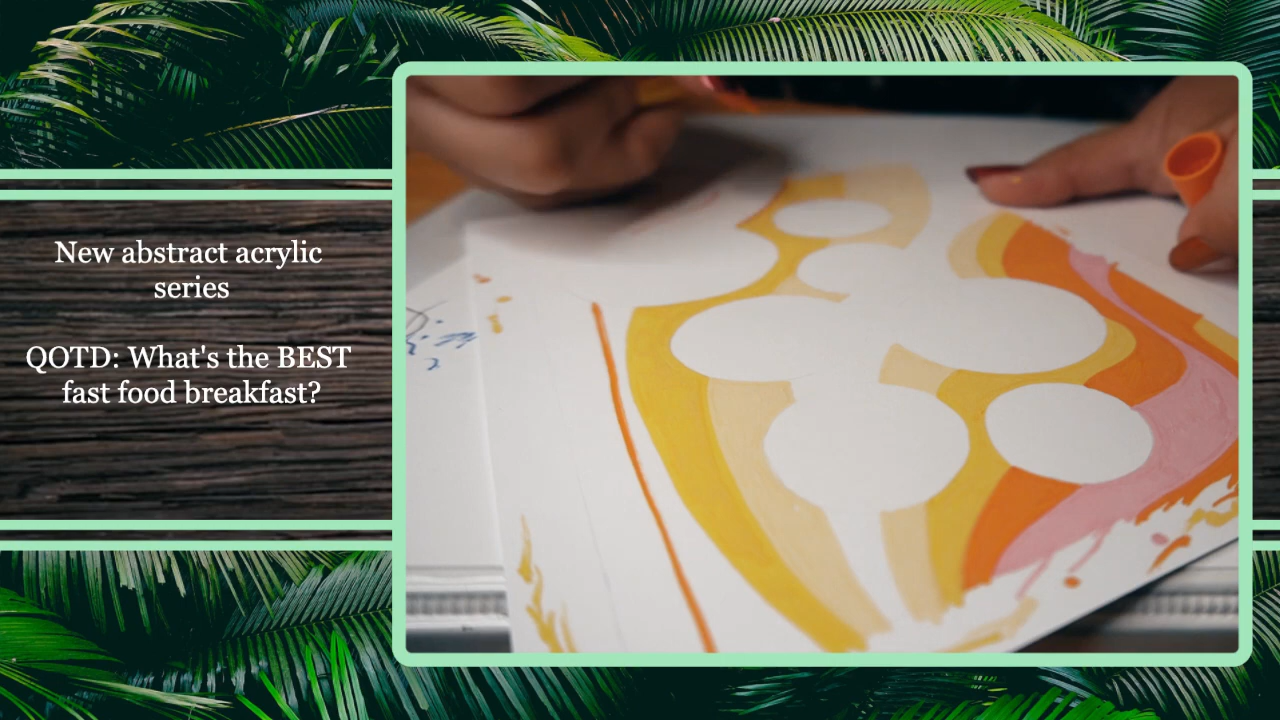 New abstract acrylic
series
QOTD: What's the BEST
fast food breakfast?